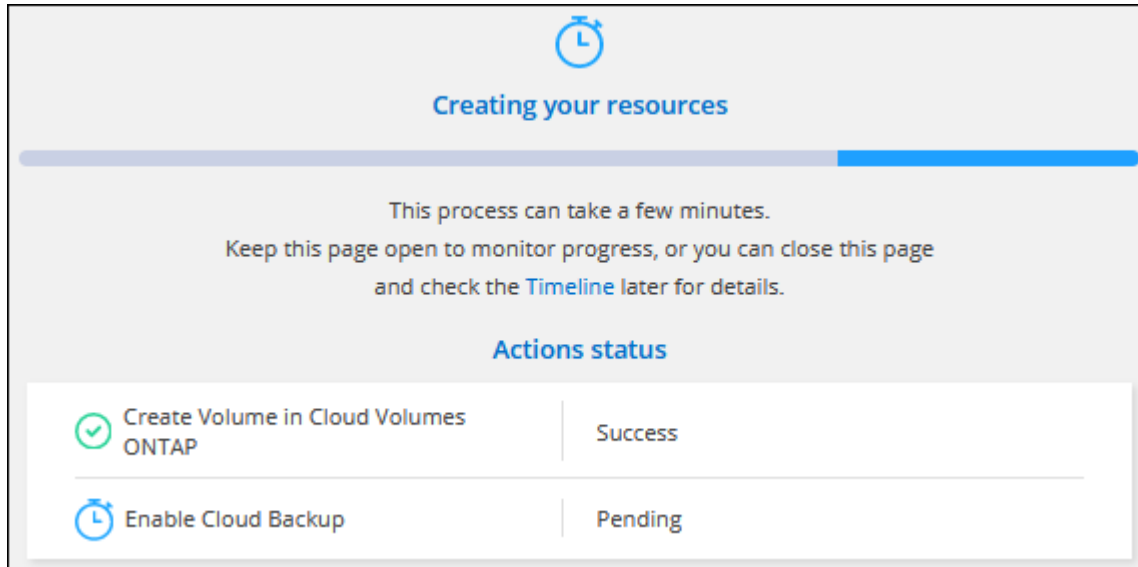 Creating your resources
This process can take a few minutes.
Keep this page open to monitor progress, or you can close this page
and check the Timeline later for details.
Actions status
Create Volume in Cloud Volumes
ONTAP
Success
Enable Cloud Backup
Pending